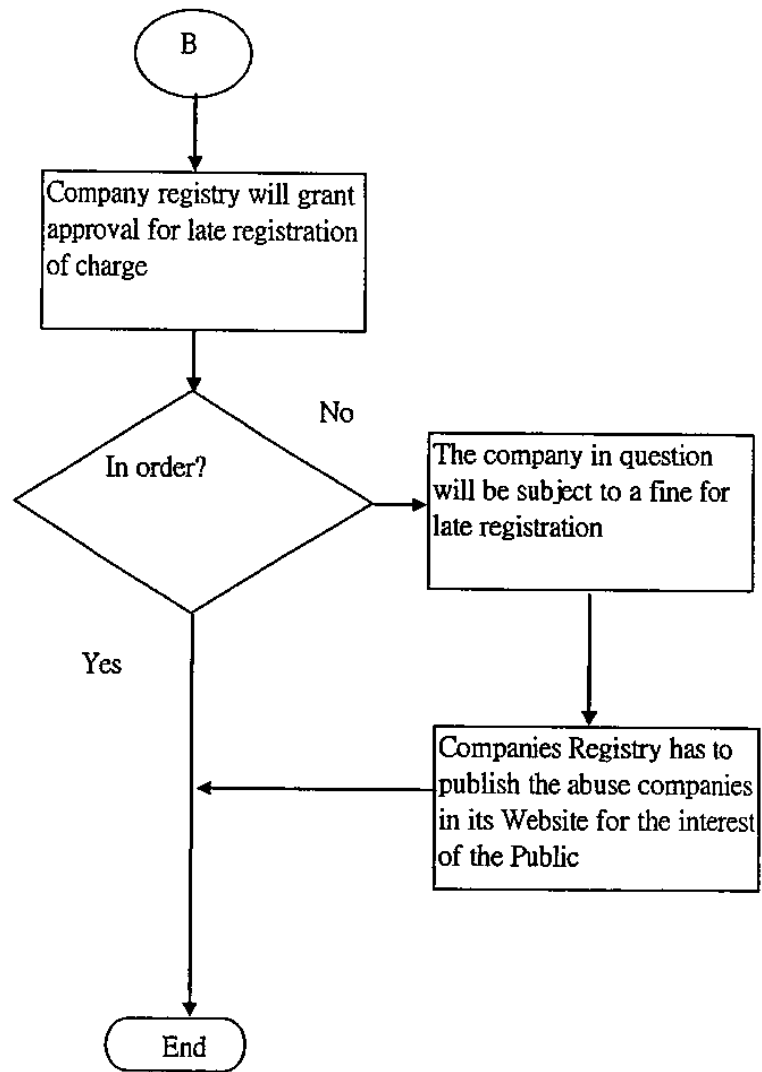 B
Company registry will grant
approval for late registration
of charge
In order?
No
The company in question
will be subject to a fine for
late registration
Yes
Companies Registry has to
publish the abuse companies
in its Website for the interest
of the Public
End